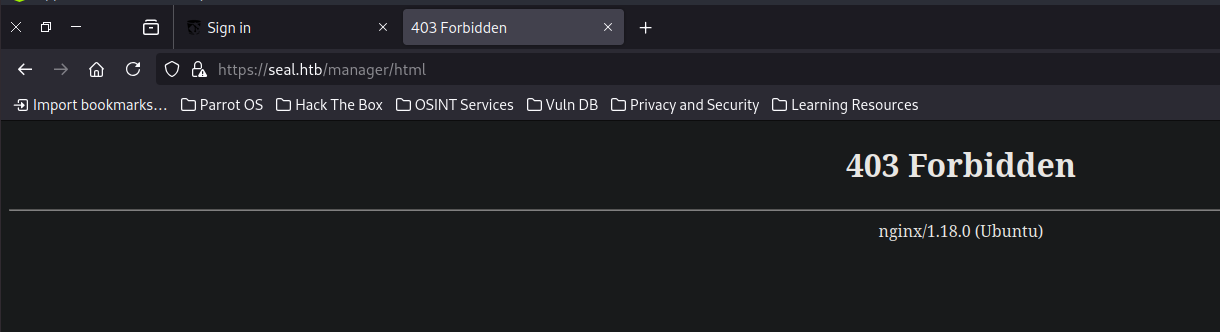 Sign in
403 Forbidden
https://seal.htb/manager/html
Import bookmarks...
Parrot OS
Hack The Box
OSINT Services
Vuln DB
Privacy and Security
Learning Resources
403 Forbidden
nginx/1.18.0 (Ubuntu)